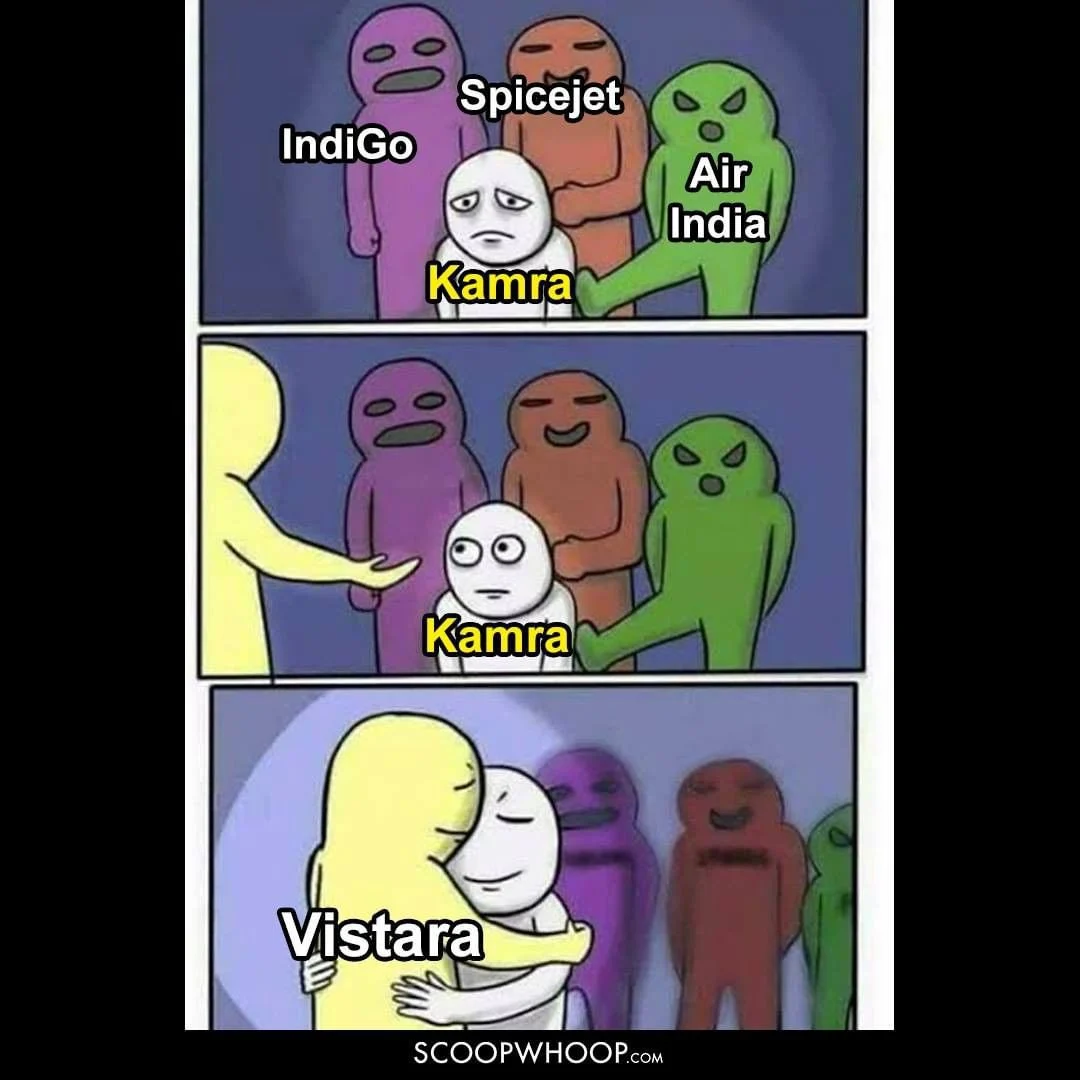 Spicejet
IndiGo
Air
India
Kamra
Kamra
Vistara
SCOOPWHOOP.COM